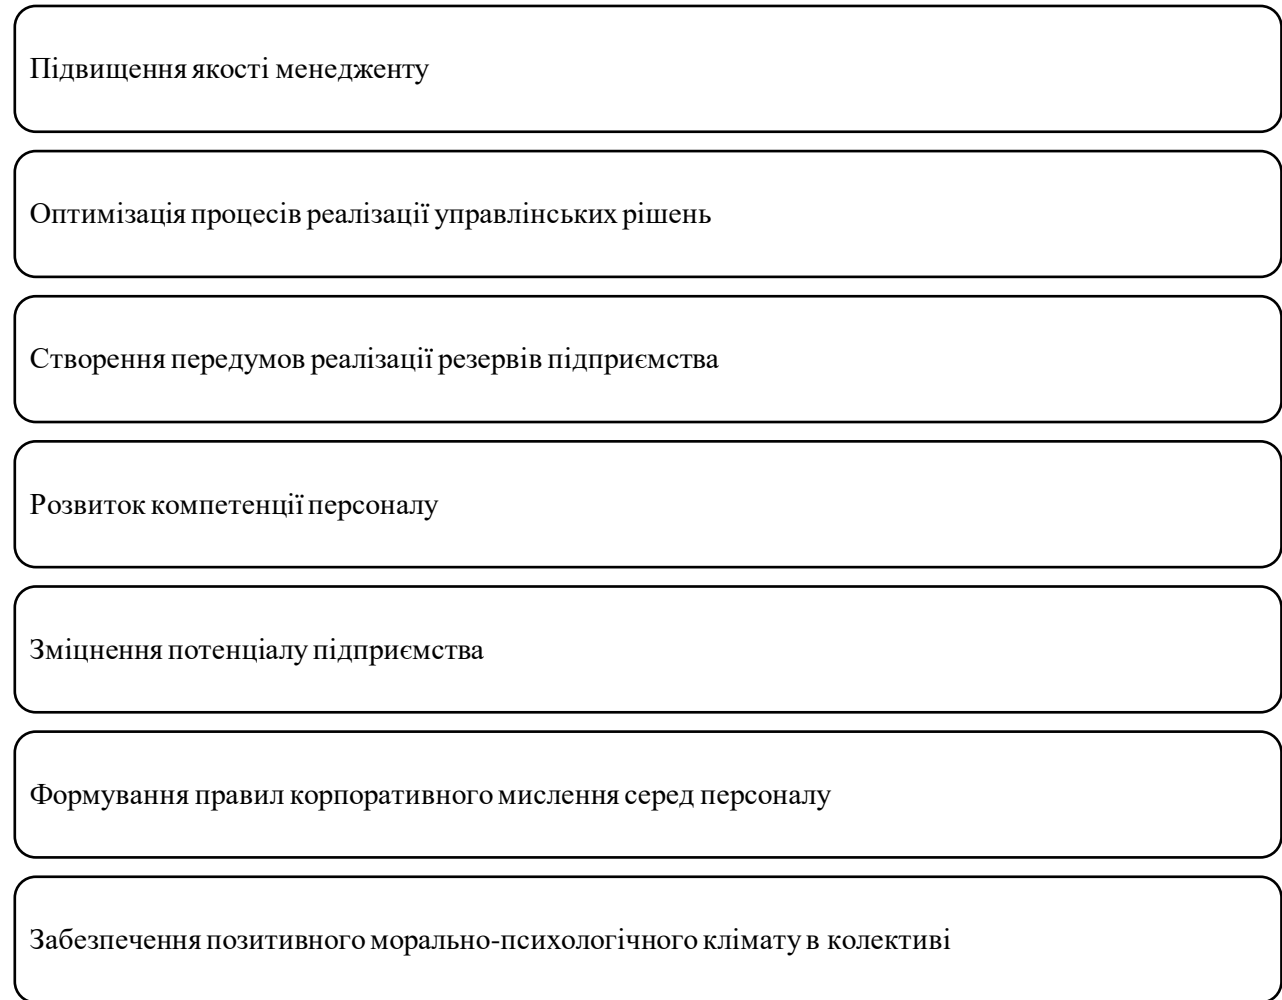 Підвищення якості менедженту
Оптимізація процесів реалізації управлінських рішень
Створення передумов реалізації резервів підприємства
Розвиток компетенції персоналу
Зміцнення потенціалу підприємства
Формування правил корпоративного мислення серед персоналу
Забезпечення позитивного морально-психологічного клімату в колективі